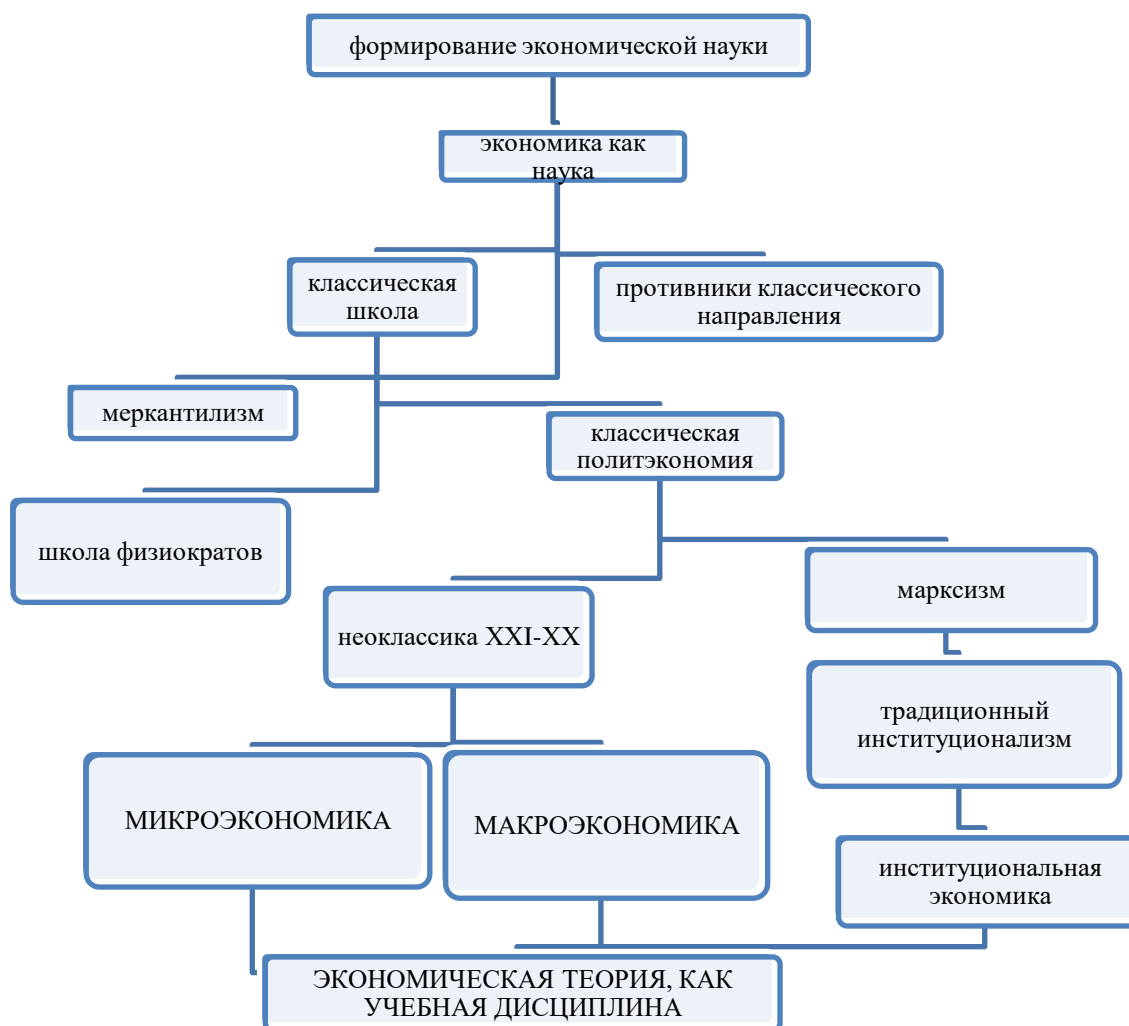 формирование экономической науки
экономика как
наука
классическая
школа
противники классического
направления
меркантилизм
классическая
политэкономия
школа физиократов
марксизм
неоклассика XXI-XX
традиционный
институционализм
МИКРОЭКОНОМИКА
МАКРОЭКОНОМИКА
институциональная
экономика
ЭКОНОМИЧЕСКАЯ ТЕОРИЯ, КАК
УЧЕБНАЯ ДИСЦИПЛИНА